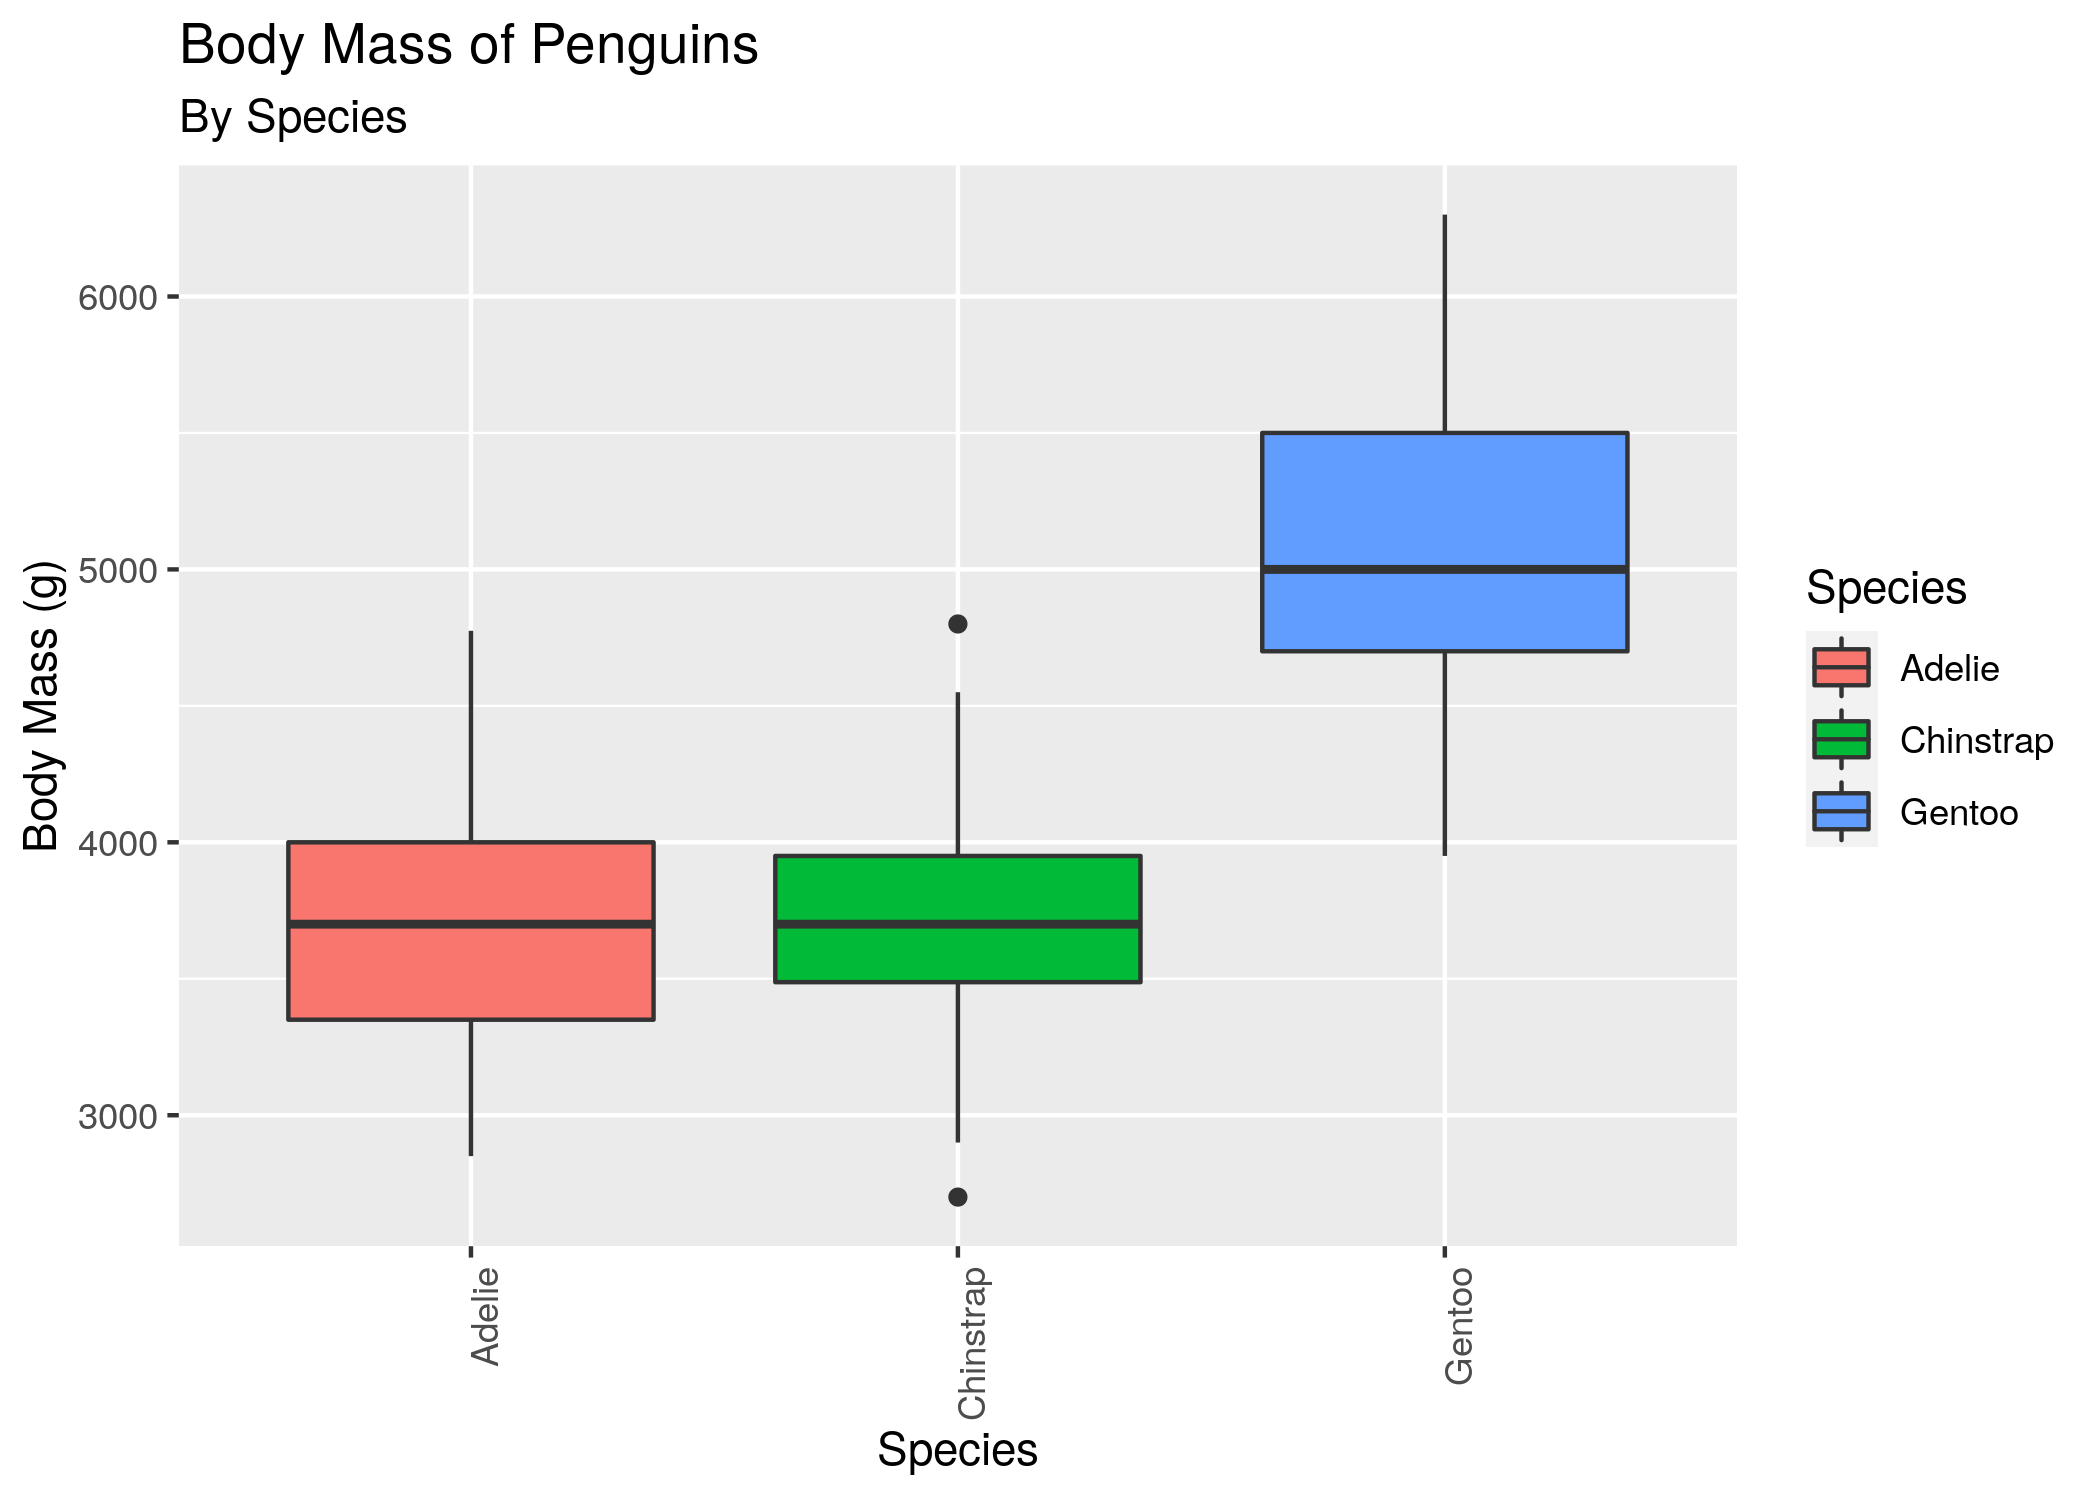 Body Mass of Penguins
By Species
Body Mass (g)
6000
5000
4000
3000
Adelie
Chinstrap
Gentoo
Species
Species
Adelie
Chinstrap
Gentoo